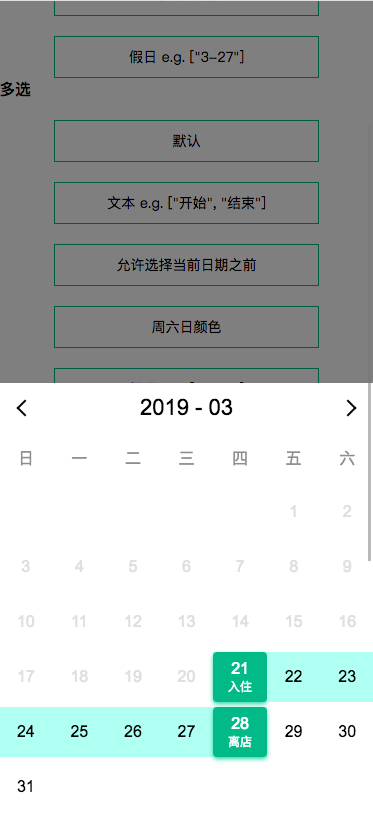 假日 e.g. ["3-27"]
多选
默认
文本 e.g. ["开始", "结束"]
允许选择当前日期之前
周六日颜色
2019 - 03
日 一 二 三 四 五 六
1 2
3 4 5 6 7 8 9
10 11 12 13 14 15 16
17 18 19 20 21 22 23
入住
24 25 26 27 28 29 30
离店
31